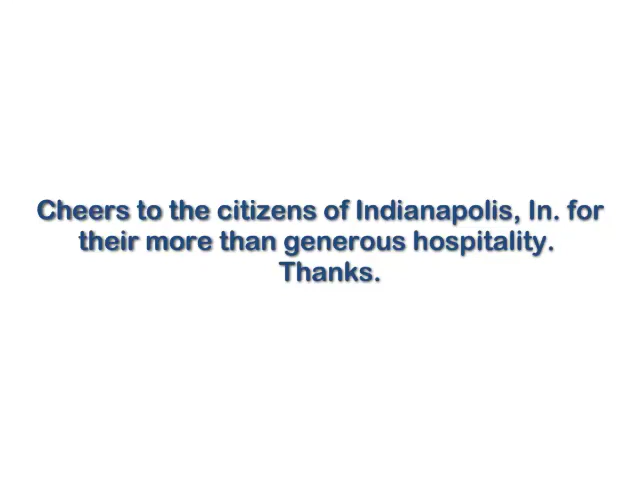 Cheers to the citizens of Indianapolis, In. for
their more than generous hospitality.
Thanks.